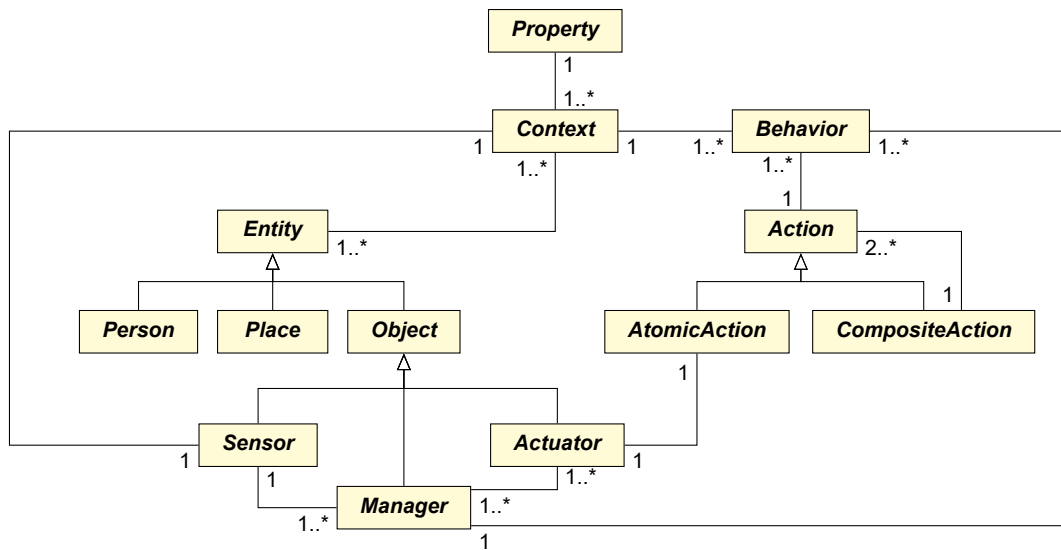 Property
1
1..*
Context
Behavior
1
1
1..*
1..*
1..*
1..*
1
Entity
Action
1..*
2..*
1
Person
Place
Object
AtomicAction
CompositeAction
1
Sensor
Actuator
1
1
1..*
1
Manager
1..*
1..*
1